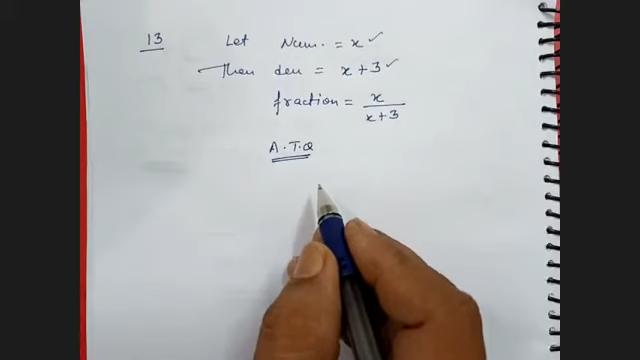 13 Let Num. = x ✓
Then den = x+3 ✓
fraction = x/(x+3)
A.T.Q